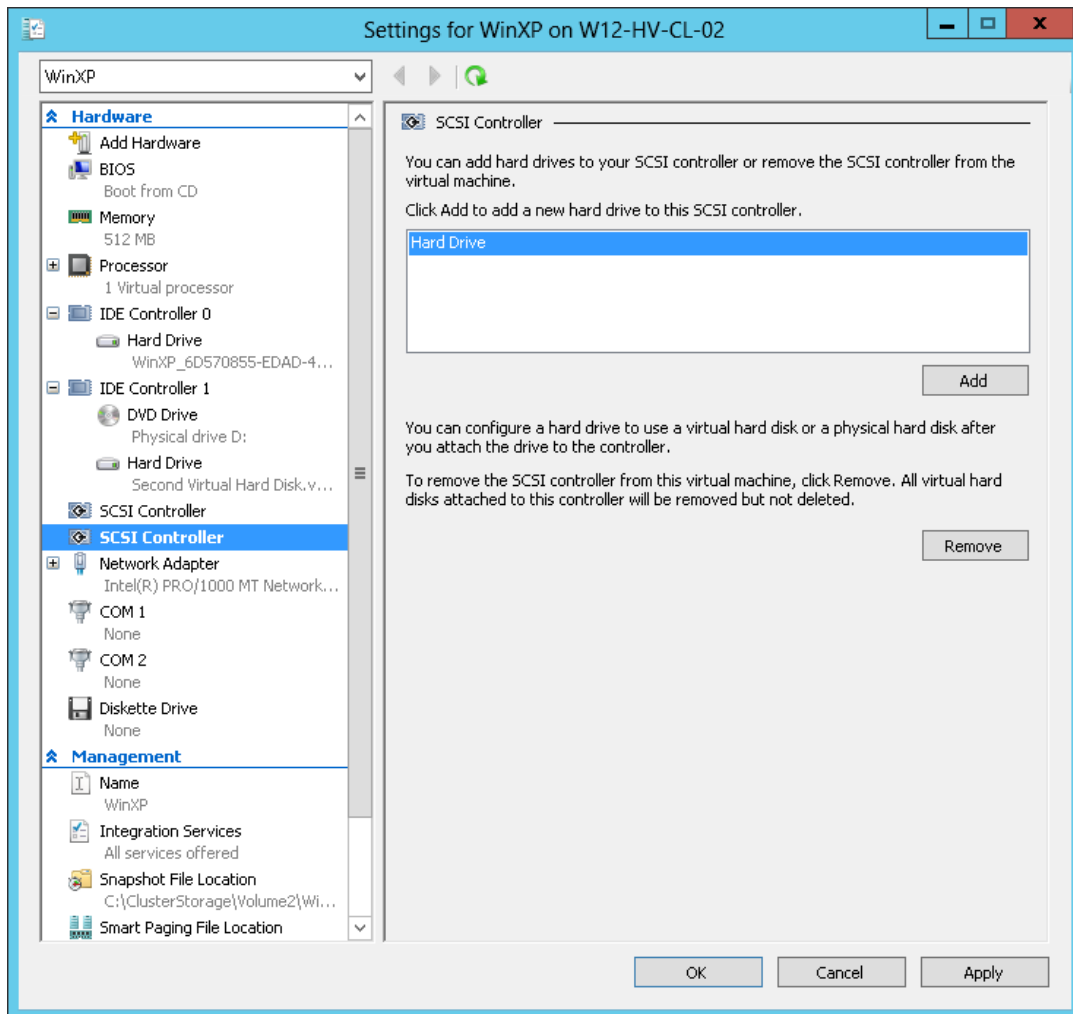 Settings for WinXP on W12-HV-CL-02
WinXP
Hardware
Add Hardware
BIOS
Boot from CD
Memory
512 MB
Processor
1 Virtual processor
IDE Controller 0
Hard Drive
WinXP_6D570855-EDAD-4...
IDE Controller 1
DVD Drive
Physical drive D:
Hard Drive
Second Virtual Hard Disk.v...
SCSI Controller
SCSI Controller
Network Adapter
Intel(R) PRO/1000 MT Network...
COM 1
None
COM 2
None
Diskette Drive
None
Management
Name
WinXP
Integration Services
All services offered
Snapshot File Location
C:\ClusterStorage\Volume2\Wi...
Smart Paging File Location
SCSI Controller
You can add hard drives to your SCSI controller or remove the SCSI controller from the
virtual machine.
Click Add to add a new hard drive to this SCSI controller.
Hard Drive
Add
You can configure a hard drive to use a virtual hard disk or a physical hard disk after
you attach the drive to the controller.
To remove the SCSI controller from this virtual machine, click Remove. All virtual hard
disks attached to this controller will be removed but not deleted.
Remove
OK
Cancel
Apply